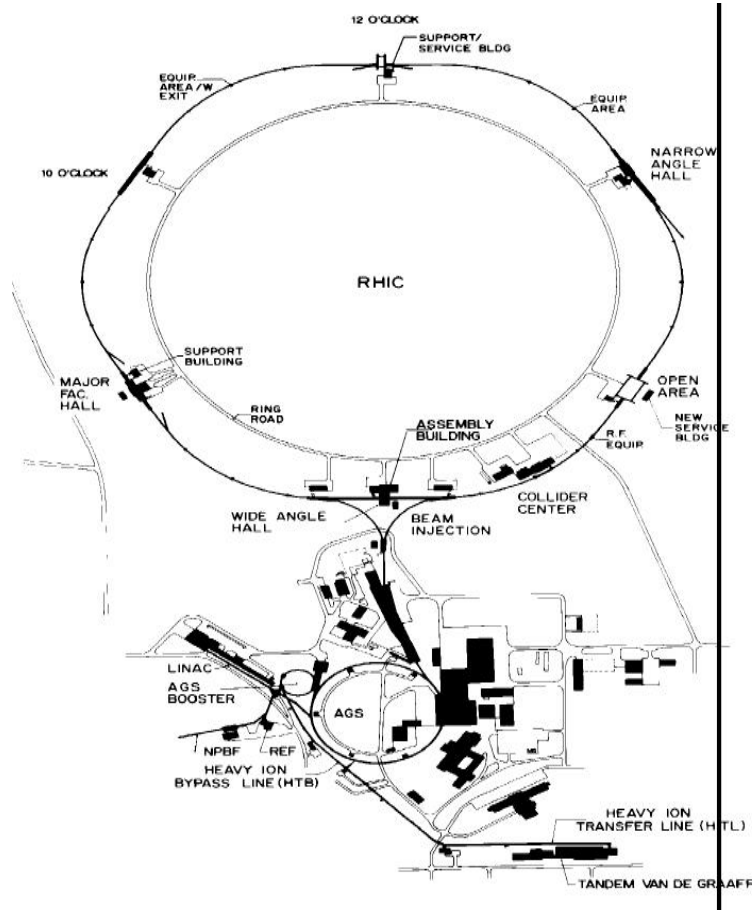 12 O'CLOCK
SUPPORT/
SERVICE BLDG
EQUIP.
AREA/W
EXIT
EQUIP.
AREA
NARROW
ANGLE
HALL
10 O'CLOCK
RHIC
SUPPORT
BUILDING
MAJOR
FAC.
HALL
OPEN
AREA
RING
ROAD
ASSEMBLY
BUILDING
NEW
SERVICE
BLDG
R.F.
EQUIP
COLLIDER
CENTER
WIDE ANGLE
HALL
BEAM
INJECTION
LINAC
AGS
BOOSTER
AGS
NPBF
REF
HEAVY ION
BYPASS LINE (HTB)
HEAVY ION
TRANSFER LINE (HITL)
TANDEM VAN DE GRAAFF